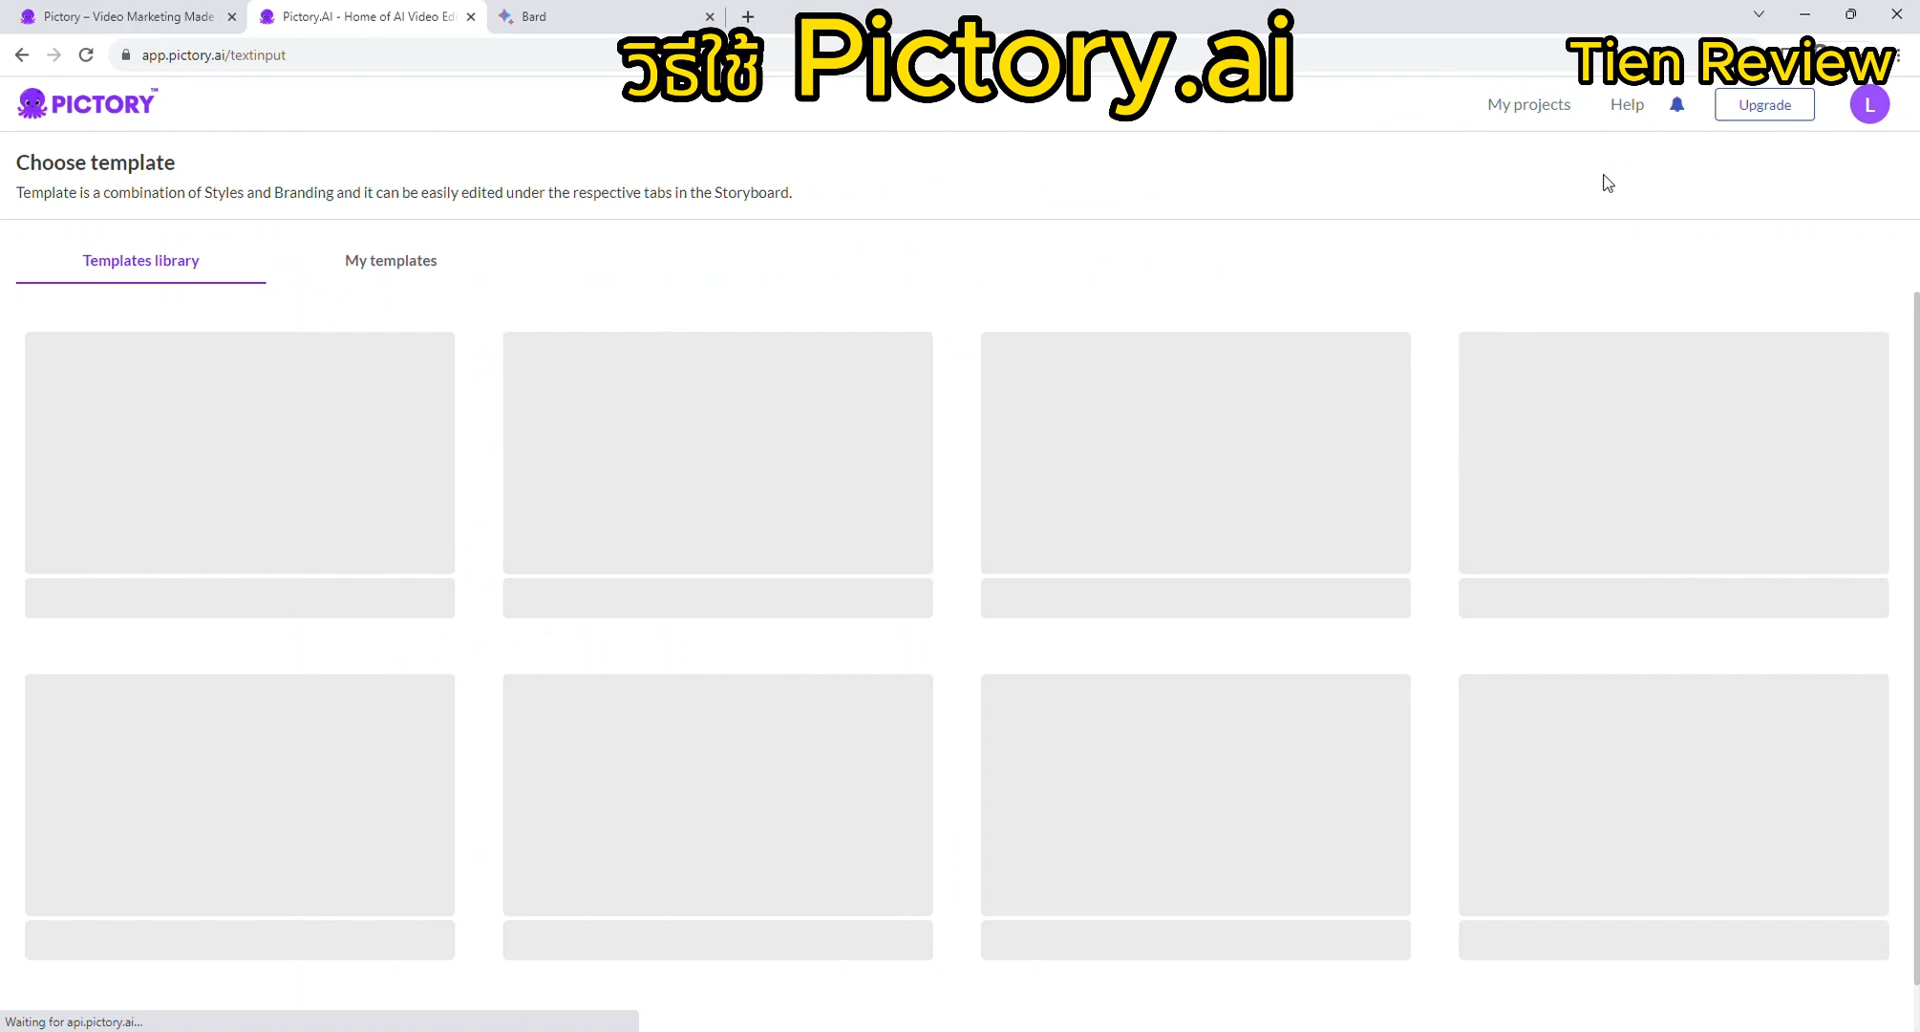 Pictory – Video Marketing Made
Pictory.AI - Home of AI Video Edi
Bard
app.pictory.ai/textinput
วิธีใช้ Pictory.ai
Tien Review
PICTORY™
My projects
Help
Upgrade
L
Choose template
Template is a combination of Styles and Branding and it can be easily edited under the respective tabs in the Storyboard.
Templates library
My templates
Waiting for api.pictory.ai...